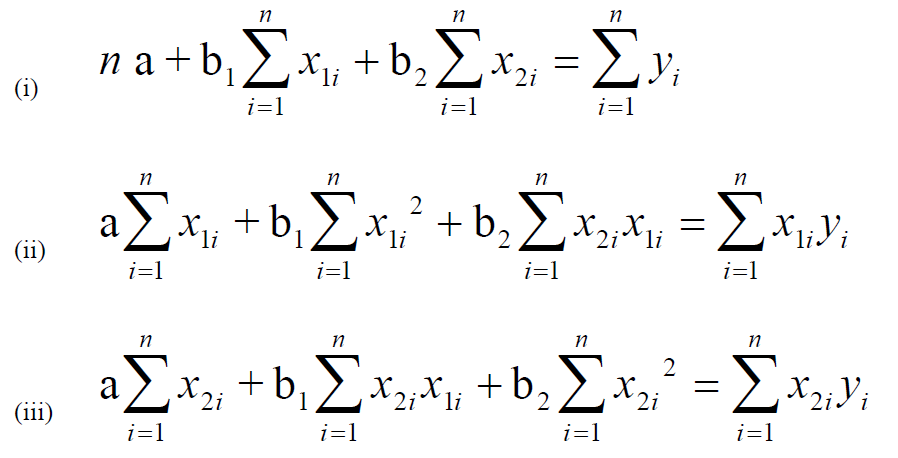 (i) n a + b₁ ∑_{i=1}^{n} x_{1i} + b₂ ∑_{i=1}^{n} x_{2i} = ∑_{i=1}^{n} y_i
(ii) a ∑_{i=1}^{n} x_{1i} + b₁ ∑_{i=1}^{n} x_{1i}² + b₂ ∑_{i=1}^{n} x_{2i} x_{1i} = ∑_{i=1}^{n} x_{1i} y_i
(iii) a ∑_{i=1}^{n} x_{2i} + b₁ ∑_{i=1}^{n} x_{2i} x_{1i} + b₂ ∑_{i=1}^{n} x_{2i}² = ∑_{i=1}^{n} x_{2i} y_i